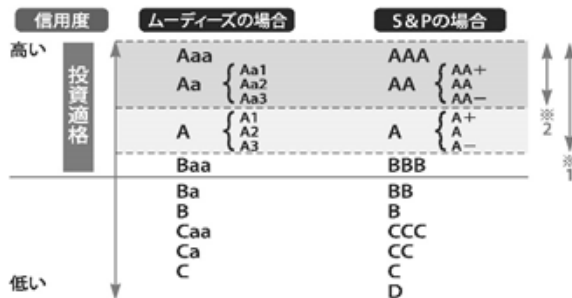 信用度 ムーディーズの場合 S&Pの場合
高い
投資適格
Aaa AAA
Aa Aa1 Aa2 Aa3 AA AA+ AA AA−
A A1 A2 A3 A A+ A A−
Baa BBB
Ba BB
B B
Caa CCC
Ca CC
C C
低い D
※2
※1